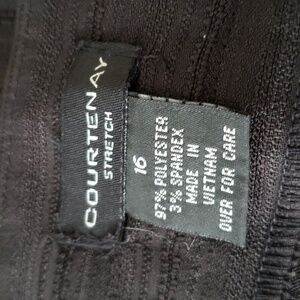 COURTENAY
STRETCH
16
97% POLYESTER
3% SPANDEX
MADE IN
VIETNAM
OVER FOR CARE